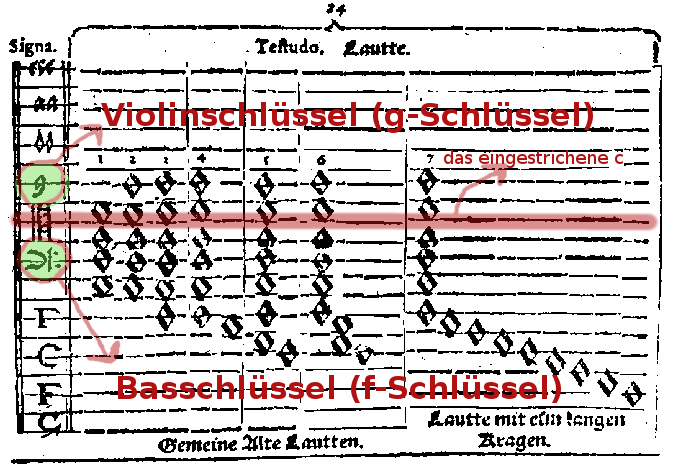 24
Signa.
Testudo. Lautte.
aa
Violinschlüssel (g-Schlüssel)
1 2 3 4 5 6 7 das eingestrichene c
g
F
C
Basschlüssel (f-Schlüssel)
F
Lautte mit langen
Gemeine Alte Lautten. Kragen.